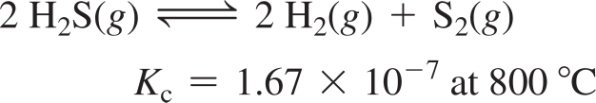 2 H₂S(g) ⇌ 2 H₂(g) + S₂(g)
K_c = 1.67 × 10⁻⁷ at 800 °C